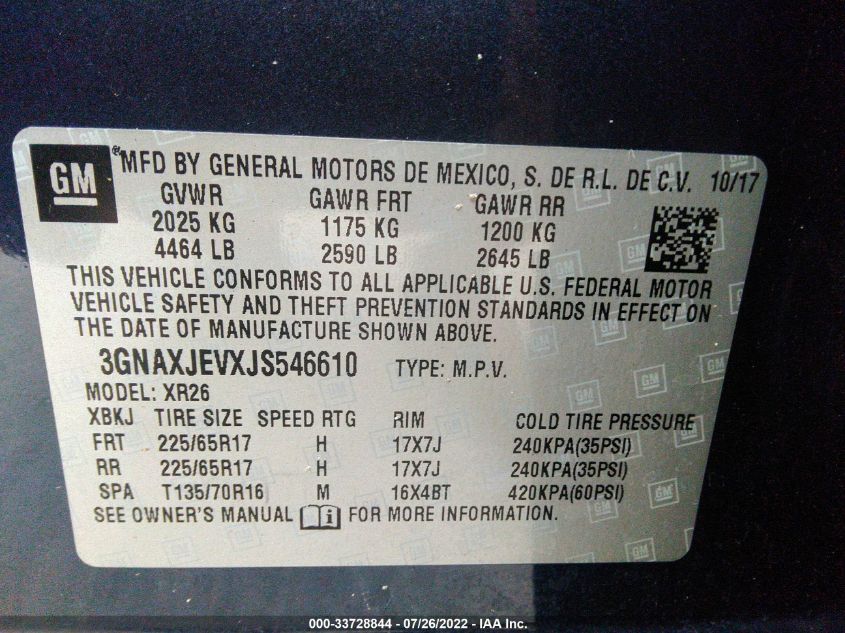 GM ® MFD BY GENERAL MOTORS DE MEXICO, S. DE R.L. DE C.V. 10/17
GVWR GAWR FRT GAWR RR
2025 KG 1175 KG 1200 KG
4464 LB 2590 LB 2645 LB
THIS VEHICLE CONFORMS TO ALL APPLICABLE U.S. FEDERAL MOTOR
VEHICLE SAFETY AND THEFT PREVENTION STANDARDS IN EFFECT ON
THE DATE OF MANUFACTURE SHOWN ABOVE.
3GNAXJEVXJS546610 TYPE: M.P.V.
MODEL: XR26
XBKJ TIRE SIZE SPEED RTG RIM COLD TIRE PRESSURE
FRT 225/65R17 H 17X7J 240KPA(35PSI)
RR 225/65R17 H 17X7J 240KPA(35PSI)
SPA T135/70R16 M 16X4BT 420KPA(60PSI)
SEE OWNER'S MANUAL i FOR MORE INFORMATION.
000-33728844 / 07/26/2022 - IAA Inc.